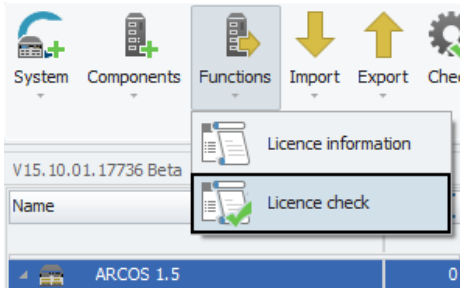 System Components Functions Import Export Chec
Licence information
V15.10.01.17736 Beta
Licence check
Name
ARCOS 1.5 0